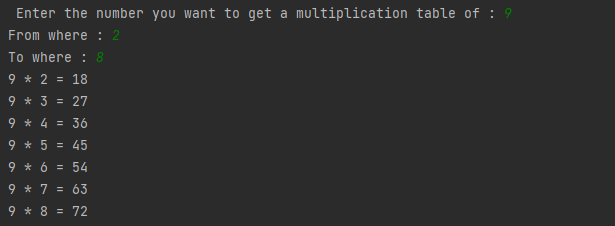 Enter the number you want to get a multiplication table of : 9
From where : 2
To where : 8
9 * 2 = 18
9 * 3 = 27
9 * 4 = 36
9 * 5 = 45
9 * 6 = 54
9 * 7 = 63
9 * 8 = 72